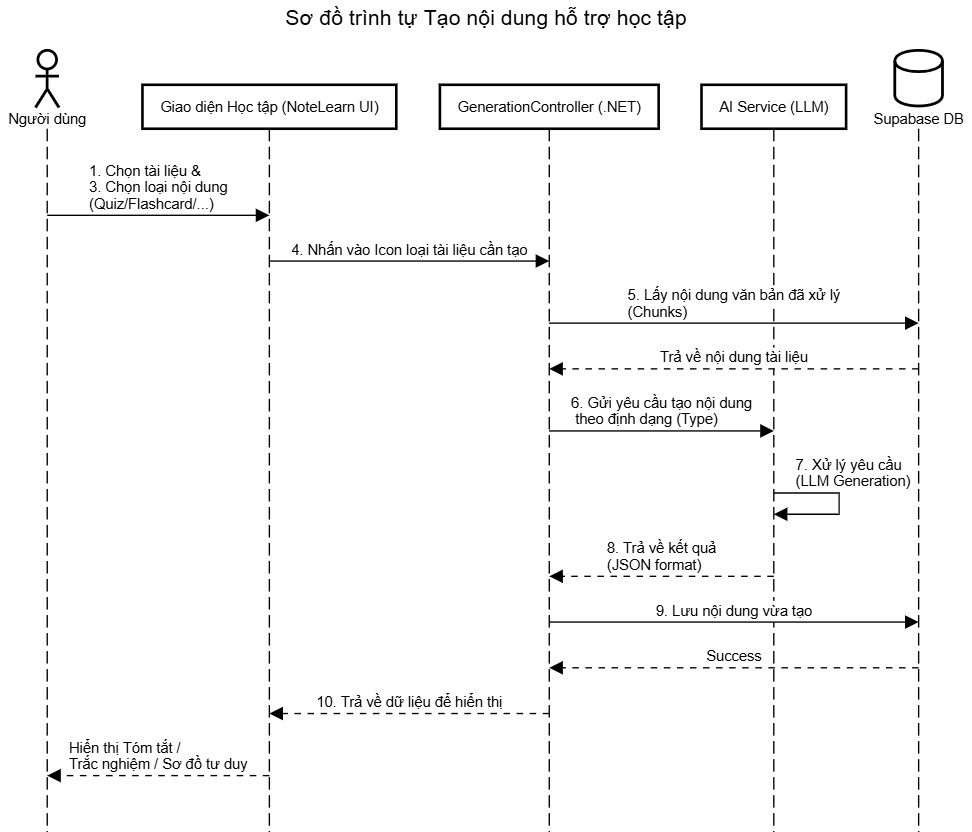 Sơ đồ trình tự Tạo nội dung hỗ trợ học tập
Người dùng
Giao diện Học tập (NoteLearn UI)
GenerationController (.NET)
AI Service (LLM)
Supabase DB
1. Chọn tài liệu &
3. Chọn loại nội dung
(Quiz/Flashcard/...)
4. Nhấn vào Icon loại tài liệu cần tạo
5. Lấy nội dung văn bản đã xử lý
(Chunks)
Trả về nội dung tài liệu
6. Gửi yêu cầu tạo nội dung
theo định dạng (Type)
7. Xử lý yêu cầu
(LLM Generation)
8. Trả về kết quả
(JSON format)
9. Lưu nội dung vừa tạo
Success
10. Trả về dữ liệu để hiển thị
Hiển thị Tóm tắt /
Trắc nghiệm / Sơ đồ tư duy